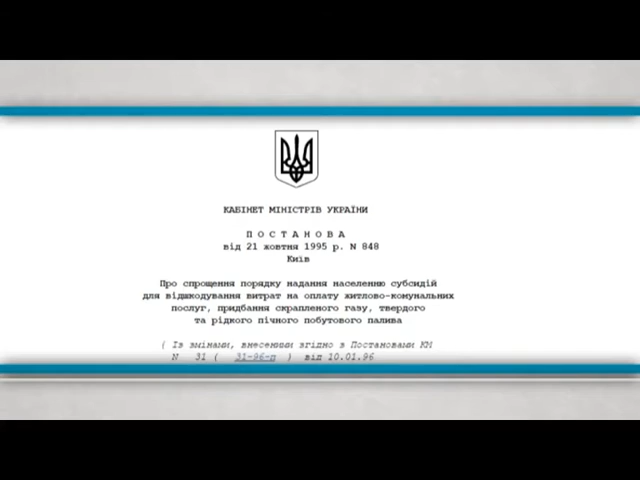 КАБІНЕТ МІНІСТРІВ УКРАЇНИ
П О С Т А Н О В А
від 21 жовтня 1995 р. N 848
Київ
Про спрощення порядку надання населенню субсидій
для відшкодування витрат на оплату житлово-комунальних
послуг, придбання скрапленого газу, твердого
та рідкого пічного побутового палива
( Із змінами, внесеними згідно з Постановами КМ
N 31 ( 31-96-п ) від 10.01.96